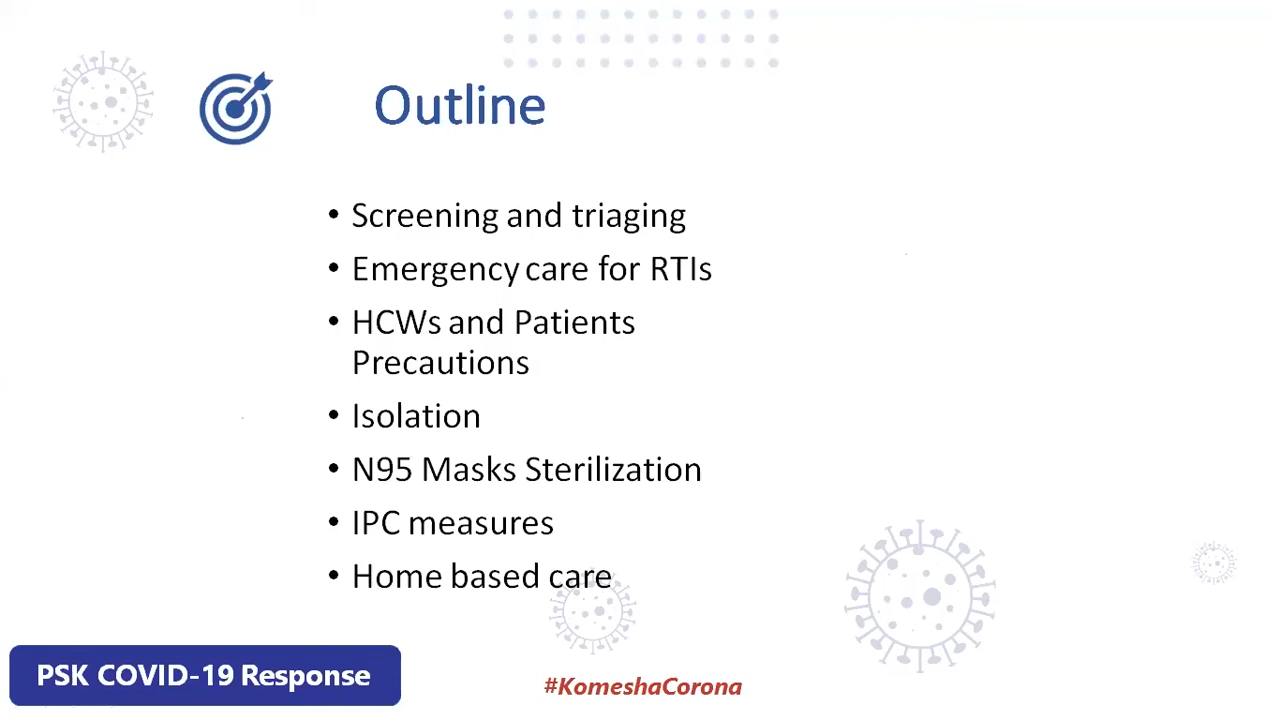 Outline
• Screening and triaging
• Emergency care for RTIs
• HCWs and Patients
Precautions
• Isolation
• N95 Masks Sterilization
• IPC measures
• Home based care
PSK COVID-19 Response
#KomeshaCorona